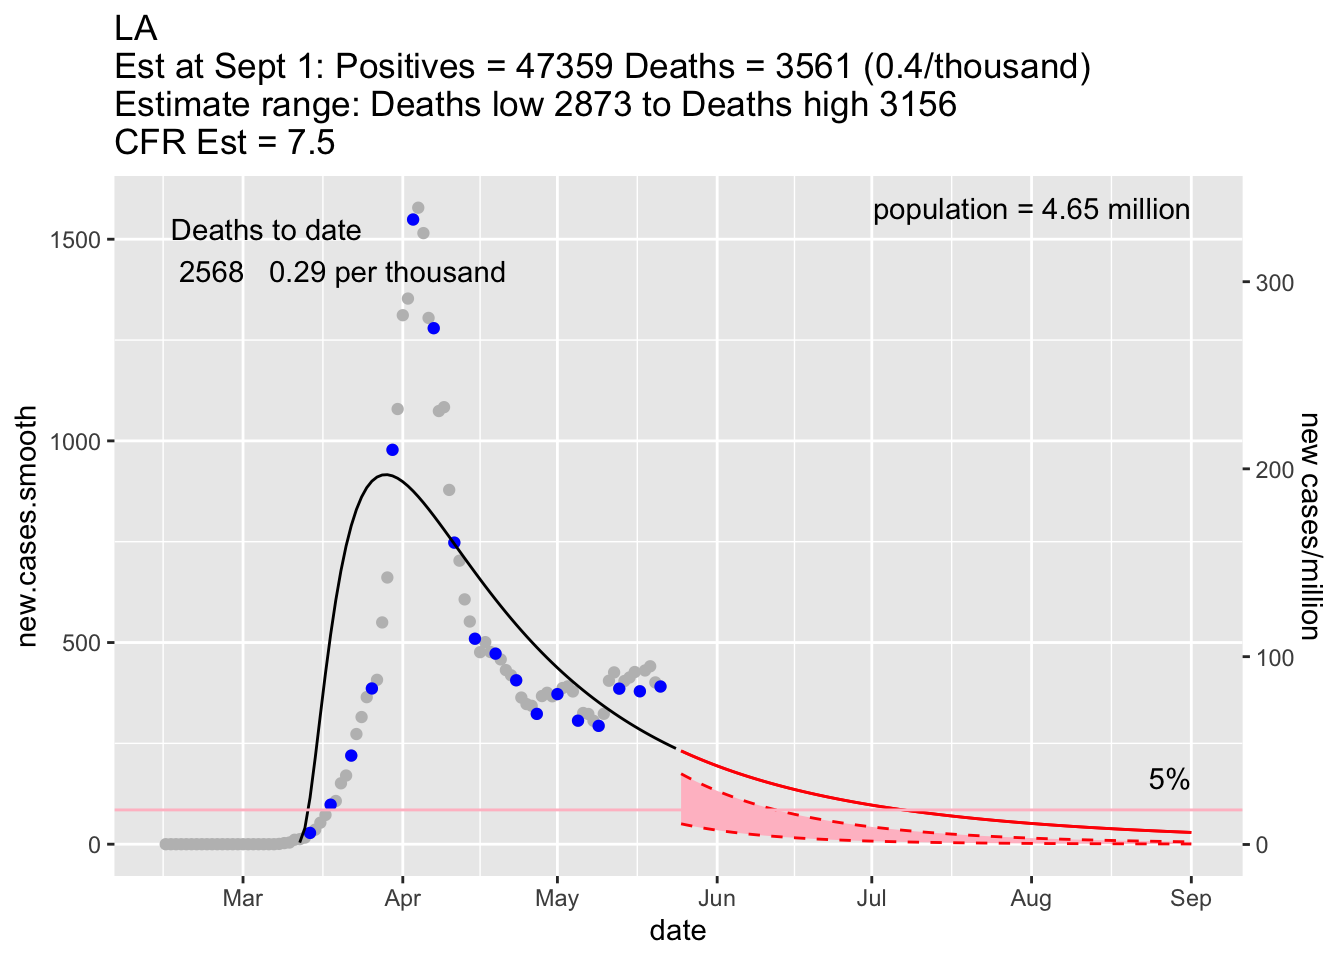 LA
Est at Sept 1: Positives = 47359 Deaths = 3561 (0.4/thousand)
Estimate range: Deaths low 2873 to Deaths high 3156
CFR Est = 7.5
population = 4.65 million
Deaths to date
2568 0.29 per thousand
1500
1000
500
0
new.cases.smooth
300
200
100
0
new cases/million
5%
Mar Apr May Jun Jul Aug Sep
date